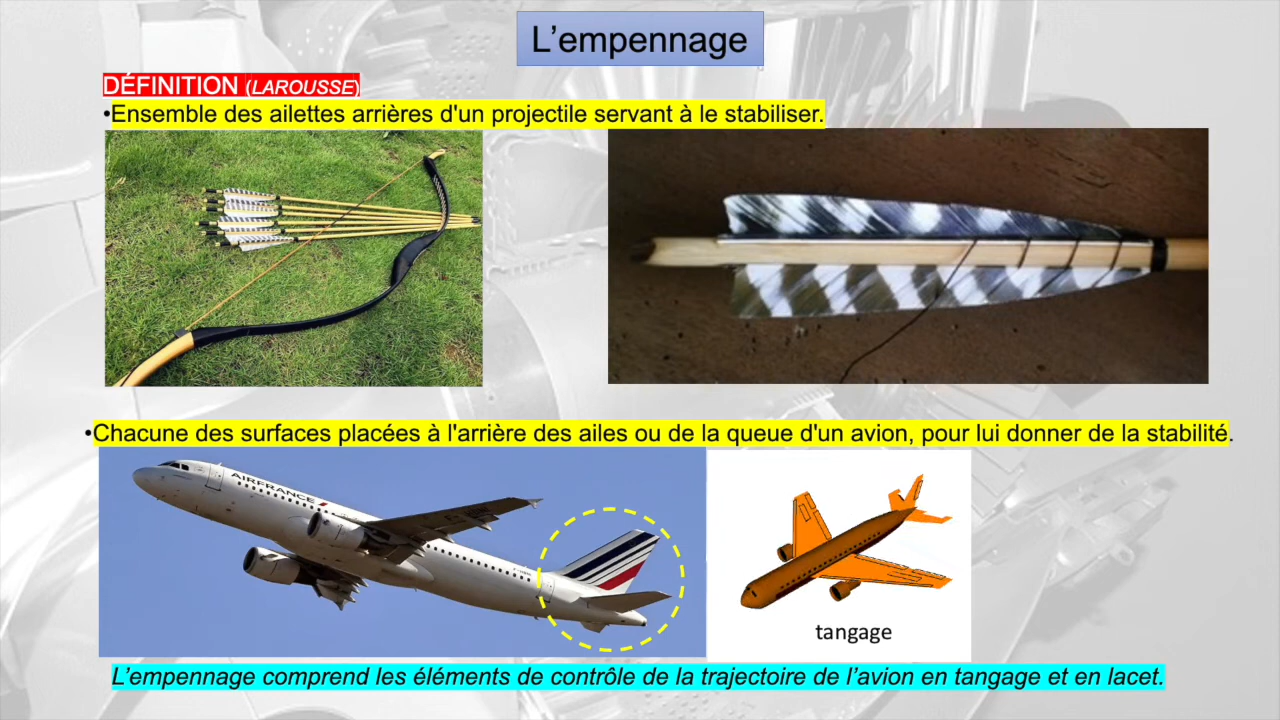 L’empennage
DÉFINITION (LAROUSSE)
•Ensemble des ailettes arrières d'un projectile servant à le stabiliser.
•Chacune des surfaces placées à l'arrière des ailes ou de la queue d'un avion, pour lui donner de la stabilité.
AIRFRANCE
tangage
L’empennage comprend les éléments de contrôle de la trajectoire de l’avion en tangage et en lacet.